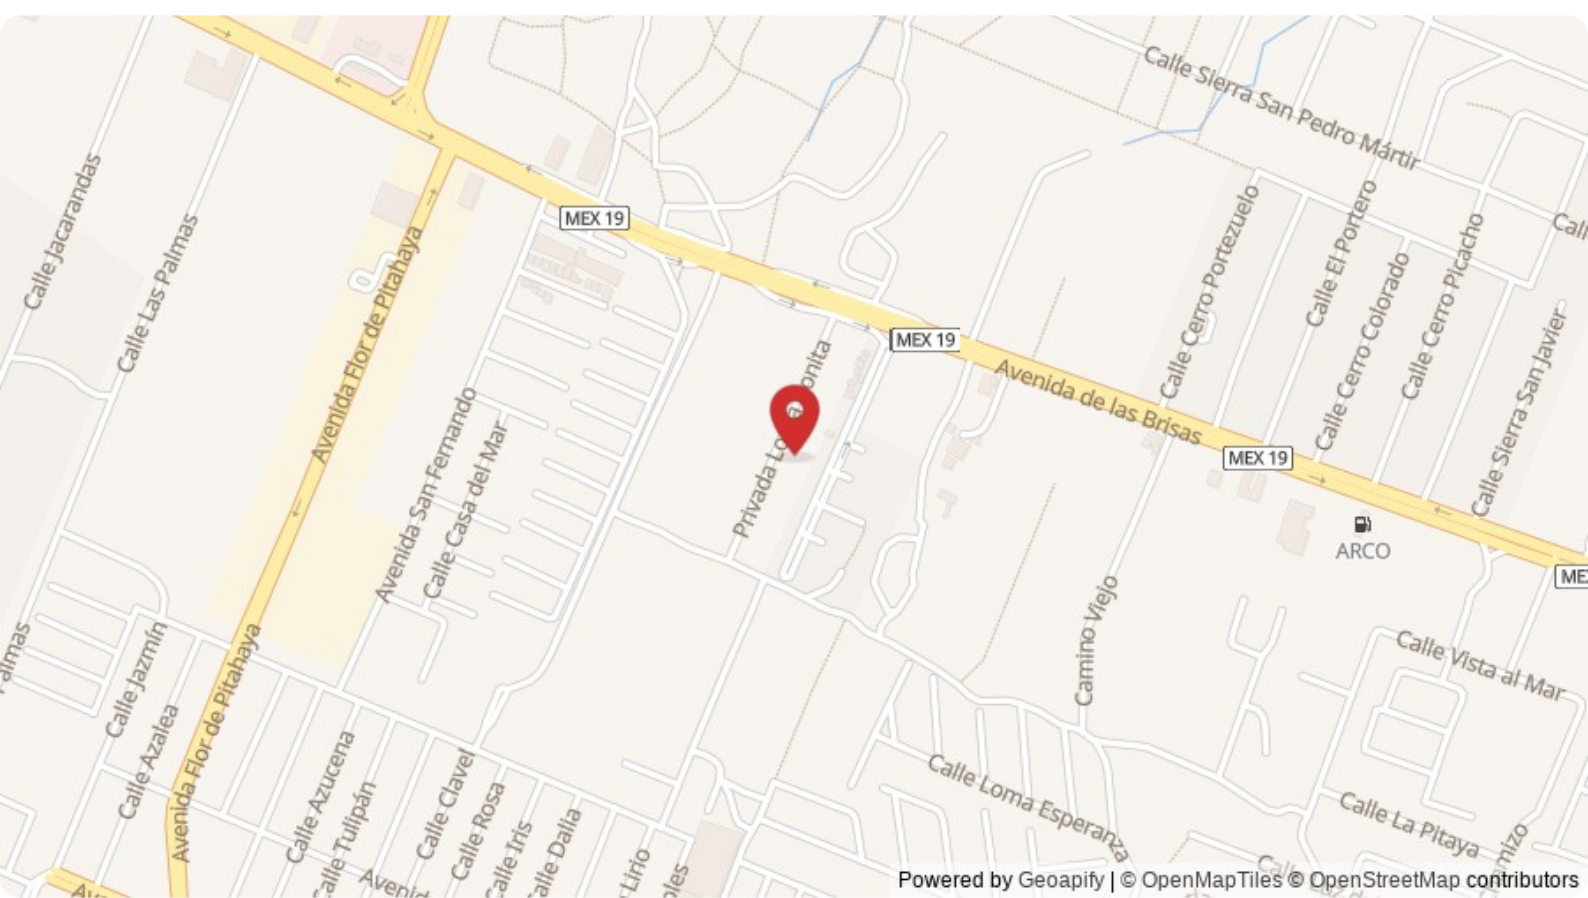 Calle Sierra San Pedro Mártir
Calle Jacarandas
Calle Las Palmas
MEX 19
Avenida Flor de Pitahaya
Calle Cerro Portezuelo
Calle El Portero
Calle Cerro Picacho
Calle Cerro Colorado
MEX 19
Avenida de las Brisas
Calle Sierra San Javier
Avenida San Fernando
Calle Casa del Mar
Privada Lo
onita
MEX 19
ARCO
Camino Viejo
Calle Jazmín
Calle Azalea
Avenida Flor de Pitahaya
Calle Vista al Mar
Calle Azucena
Calle Tulipán
Calle Clavel
Calle Rosa
Calle Iris
Calle Dalia
Lirio
Calle Loma Esperanza
Calle La Pitaya
Powered by Geoapify | © OpenMapTiles © OpenStreetMap contributors